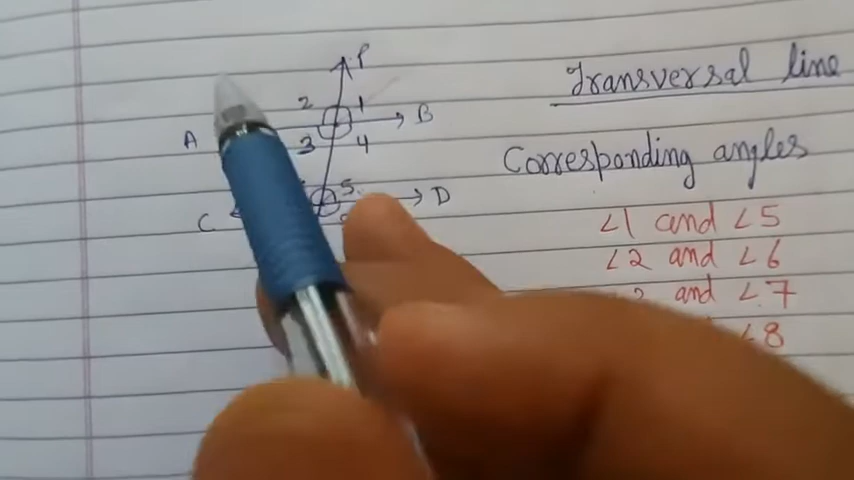 P
2 1
A B
3 4
5
C D
Transversal line
Corresponding angles
∠1 and ∠5
∠2 and ∠6
and ∠7
∠8